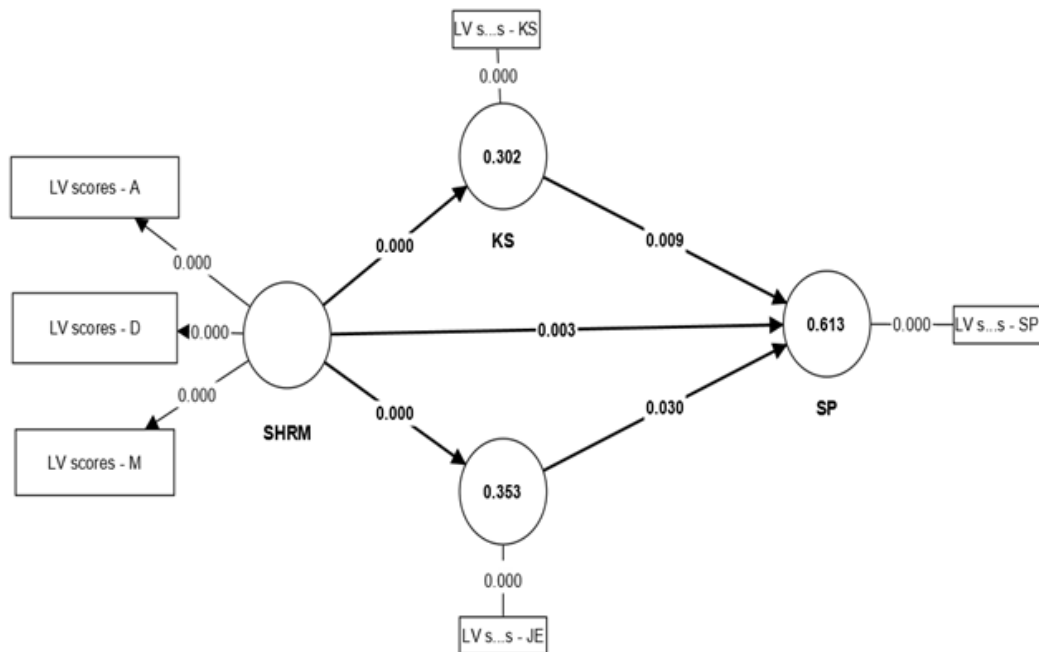 LV s...s - KS
0.000
0.302
KS
LV scores - A
0.000
0.000
0.009
LV scores - D
0.000
SHRM
0.003
0.613
SP
0.000
LV s...s - SP
0.000
LV scores - M
0.000
0.030
0.353
0.000
LV s...s - JE